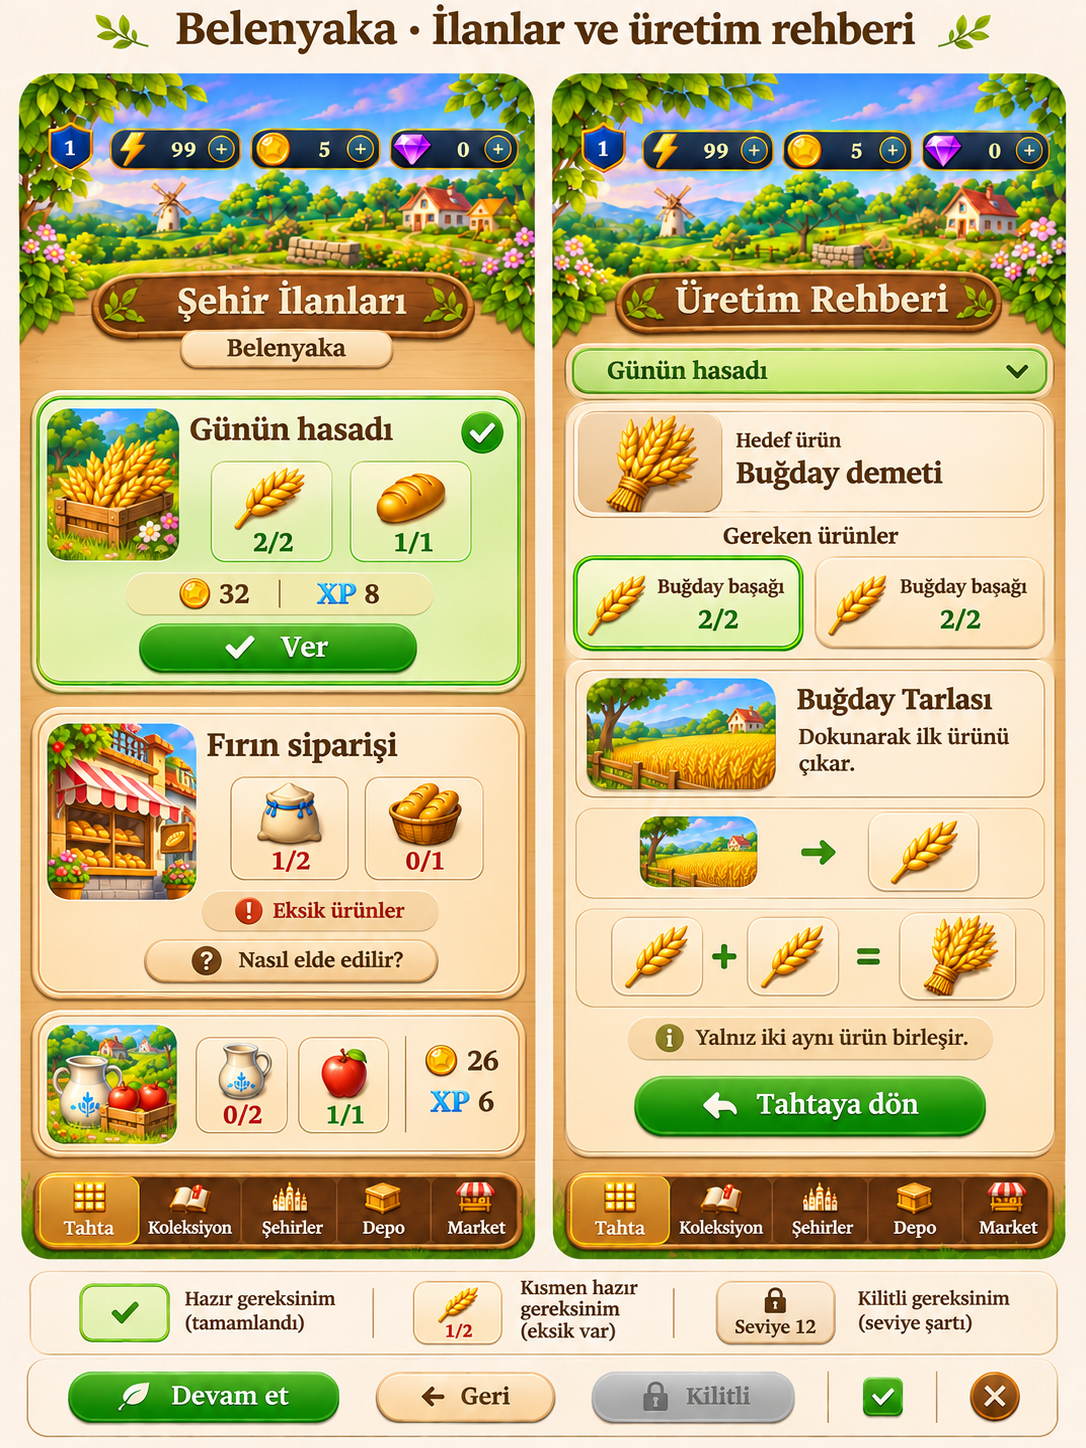 Belenyaka · İlanlar ve üretim rehberi
1
99
5
0
Şehir İlanları
Belenyaka
Günün hasadı
2/2
1/1
32
XP 8
Ver
Fırın siparişi
1/2
0/1
Eksik ürünler
Nasıl elde edilir?
0/2
1/1
26
XP 6
Tahta
Koleksiyon
Şehirler
Depo
Market
1
99
5
0
Üretim Rehberi
Günün hasadı
Hedef ürün
Buğday demeti
Gereken ürünler
Buğday başağı
2/2
Buğday başağı
2/2
Buğday Tarlası
Dokunarak ilk ürünü
çıkar.
Yalnız iki aynı ürün birleşir.
Tahtaya dön
Tahta
Koleksiyon
Şehirler
Depo
Market
Hazır gereksinim
(tamamlandı)
1/2
Kısmen hazır
gereksinim
(eksik var)
Seviye 12
Kilitli gereksinim
(seviye şartı)
Devam et
Geri
Kilitli